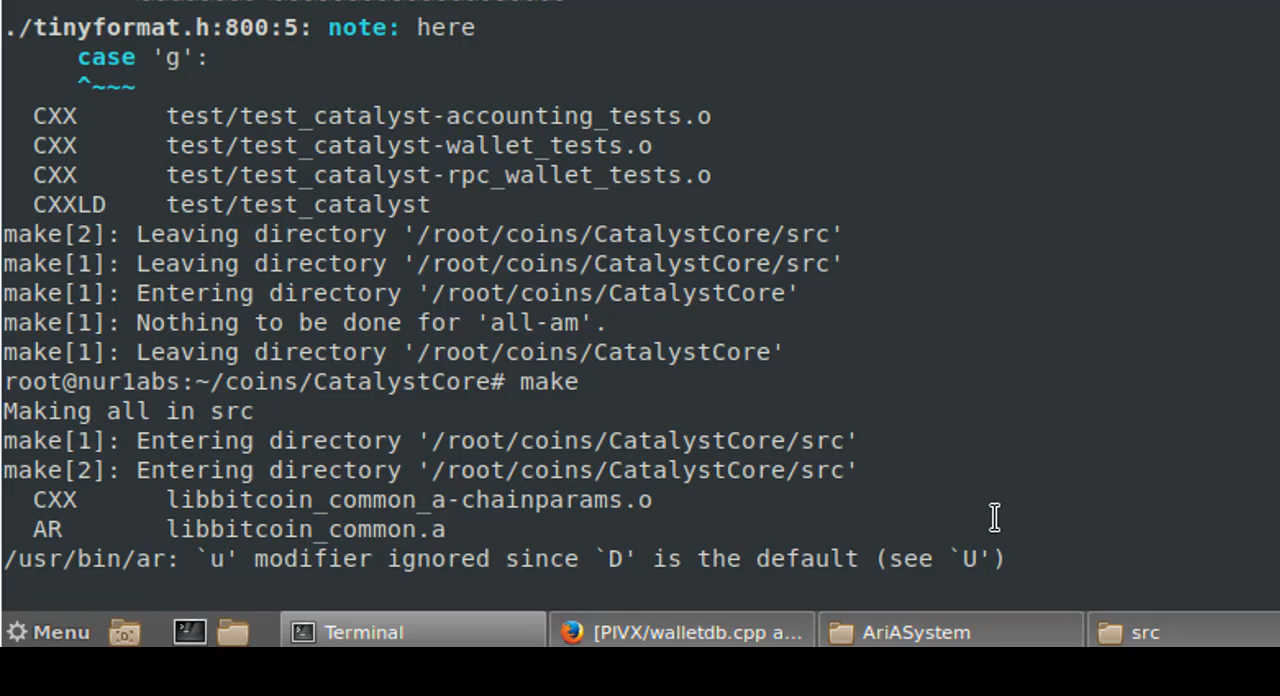 ./tinyformat.h:800:5: note: here
case 'g':
^~~~
CXX test/test_catalyst-accounting_tests.o
CXX test/test_catalyst-wallet_tests.o
CXX test/test_catalyst-rpc_wallet_tests.o
CXXLD test/test_catalyst
make[2]: Leaving directory '/root/coins/CatalystCore/src'
make[1]: Leaving directory '/root/coins/CatalystCore/src'
make[1]: Entering directory '/root/coins/CatalystCore'
make[1]: Nothing to be done for 'all-am'.
make[1]: Leaving directory '/root/coins/CatalystCore'
root@nur1abs:~/coins/CatalystCore# make
Making all in src
make[1]: Entering directory '/root/coins/CatalystCore/src'
make[2]: Entering directory '/root/coins/CatalystCore/src'
CXX libbitcoin_common_a-chainparams.o
AR libbitcoin_common.a
/usr/bin/ar: `u' modifier ignored since `D' is the default (see `U')
Menu Terminal [PIVX/walletdb.cpp a... AriASystem src